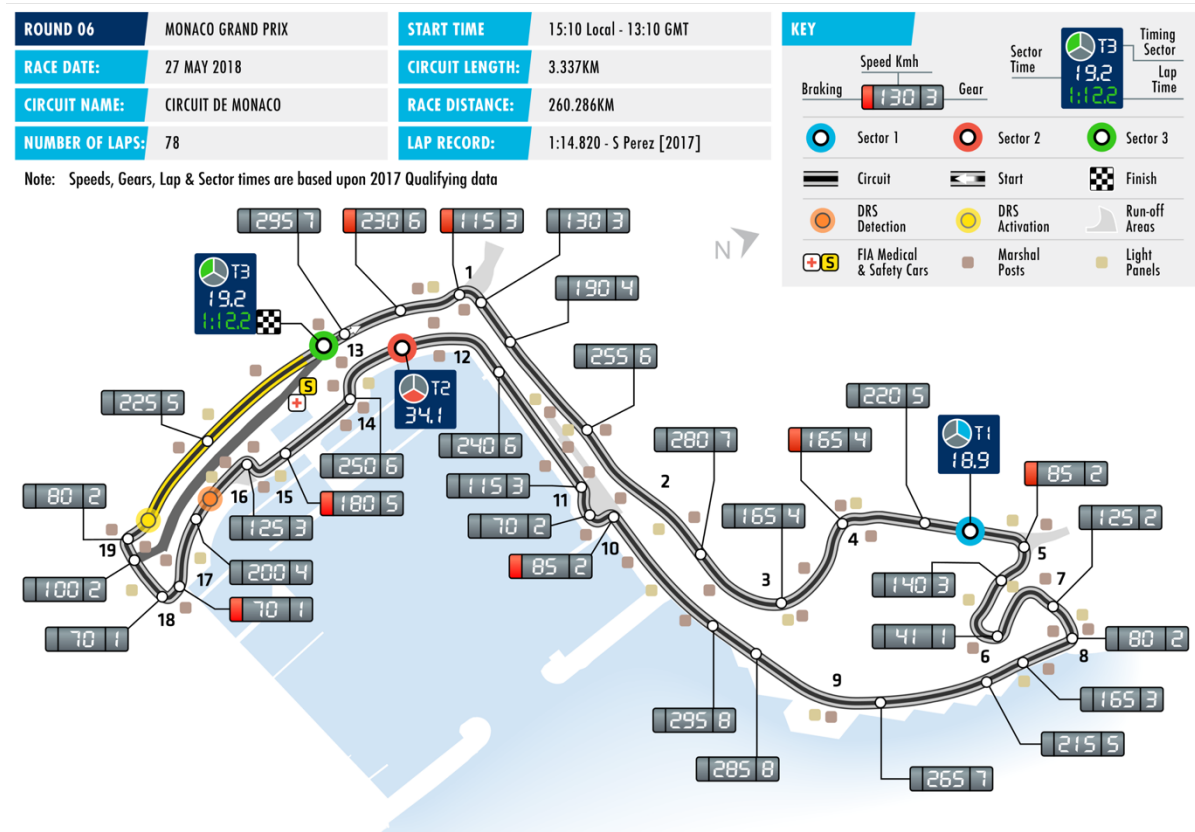 ROUND 06 MONACO GRAND PRIX
RACE DATE: 27 MAY 2018
CIRCUIT NAME: CIRCUIT DE MONACO
NUMBER OF LAPS: 78
START TIME 15:10 Local - 13:10 GMT
CIRCUIT LENGTH: 3.337KM
RACE DISTANCE: 260.286KM
LAP RECORD: 1:14.820 - S Perez [2017]
Note: Speeds, Gears, Lap & Sector times are based upon 2017 Qualifying data
KEY
Speed Kmh
Braking 130 3 Gear
Sector Time
T3
19.2
1:12.2
Timing Sector
Lap Time
Sector 1
Sector 2
Sector 3
Circuit
Start
Finish
DRS Detection
DRS Activation
Run-off Areas
FIA Medical & Safety Cars
S
Marshal Posts
Light Panels
N
295 7
230 6
115 3
130 3
1
190 4
T3
19.2
1:12.2
13
12
255 6
S
T2
34.1
14
225 5
240 6
250 6
280 7
2
165 4
220 5
T1
18.9
85 2
80 2
16
15
180 5
115 3
11
165 4
4
5
125 2
125 3
70 2
10
19
200 4
85 2
3
140 3
7
100 2
17
70 1
18
41 1
6
8
80 2
70 1
9
165 3
295 8
215 5
285 8
265 7